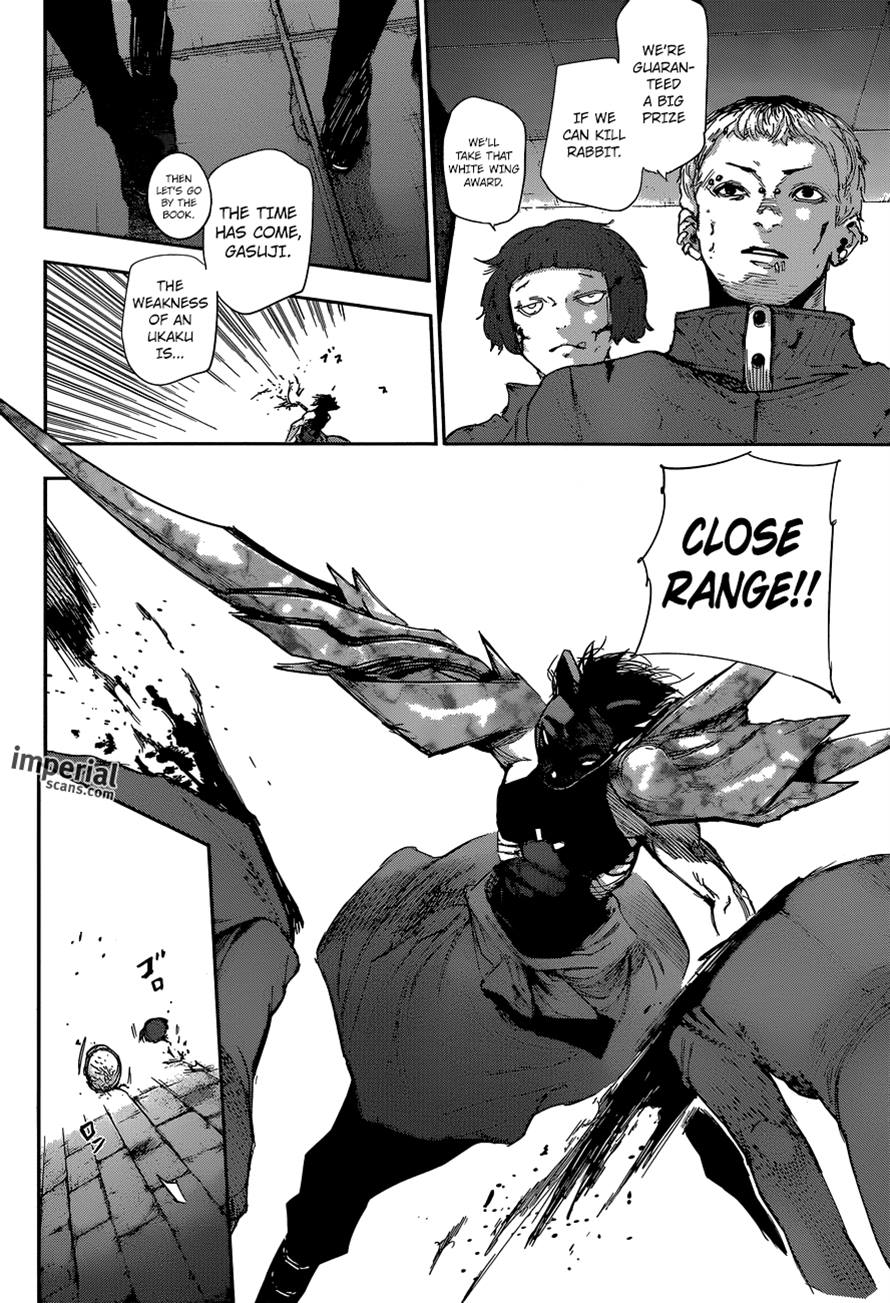 WE'RE
GUARAN-
TEED
A BIG
PRIZE
IF WE
CAN KILL
RABBIT.
WE'LL
TAKE THAT
WHITE WING
AWARD.
THEN
LET'S GO
BY THE
BOOK.
THE TIME
HAS COME,
GASUJI.
THE
WEAKNESS
OF AN
UKAKU
IS...
CLOSE
RANGE!!
imperial
scans.com
ゴロ